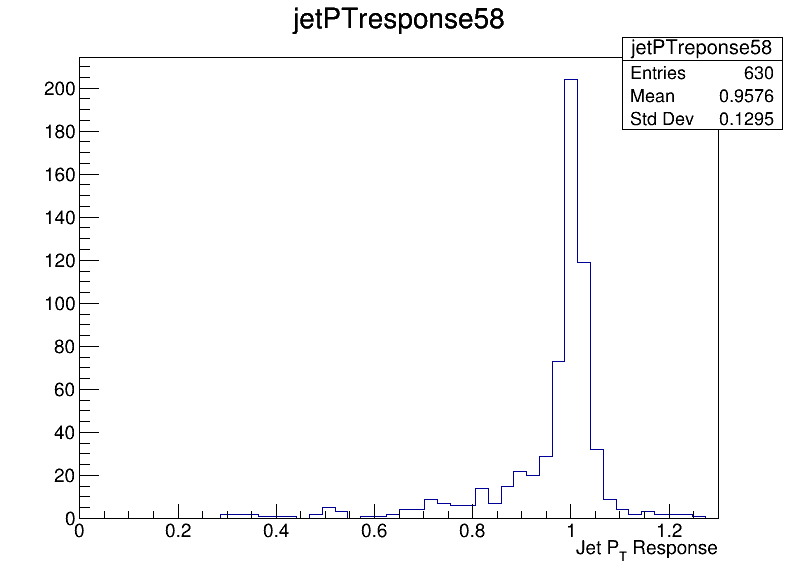 jetPTresponse58
jetPTreponse58
Entries 630
Mean 0.9576
Std Dev 0.1295
200
180
160
140
120
100
80
60
40
20
0
0 0.2 0.4 0.6 0.8 1 1.2
Jet PT Response